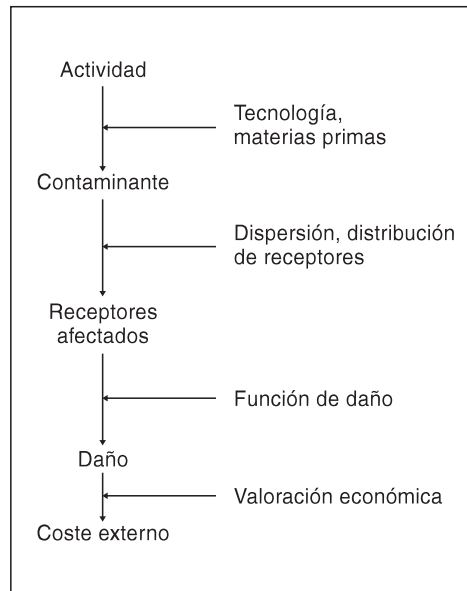 Actividad
Tecnología,
materias primas
Contaminante
Dispersión, distribución
de receptores
Receptores
afectados
Función de daño
Daño
Valoración económica
Coste externo